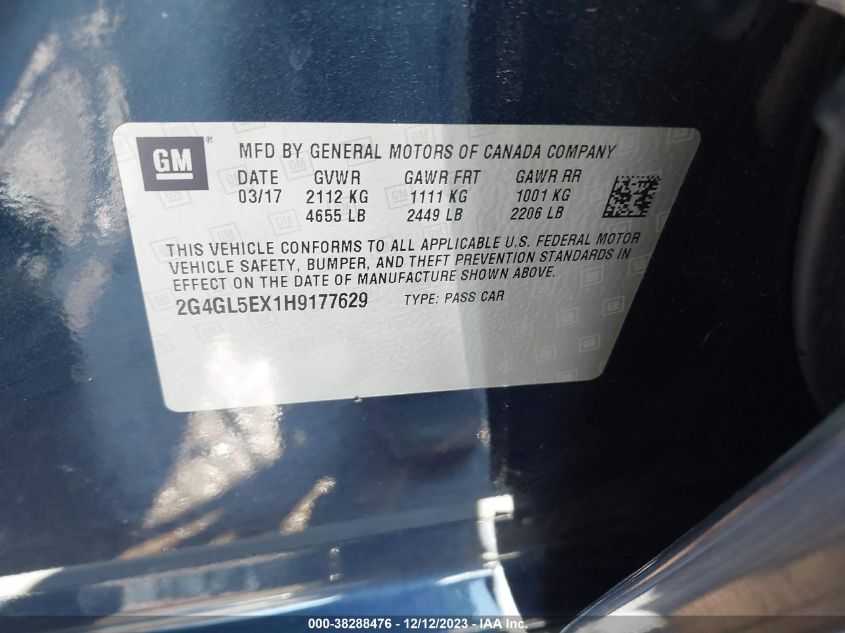 GM ® MFD BY GENERAL MOTORS OF CANADA COMPANY
DATE GVWR GAWR FRT GAWR RR
03/17 2112 KG 1111 KG 1001 KG
4655 LB 2449 LB 2206 LB
THIS VEHICLE CONFORMS TO ALL APPLICABLE U.S. FEDERAL MOTOR
VEHICLE SAFETY, BUMPER, AND THEFT PREVENTION STANDARDS IN
EFFECT ON THE DATE OF MANUFACTURE SHOWN ABOVE.
2G4GL5EX1H9177629 TYPE: PASS CAR
000-38288476 - 12/12/2023 - IAA Inc.